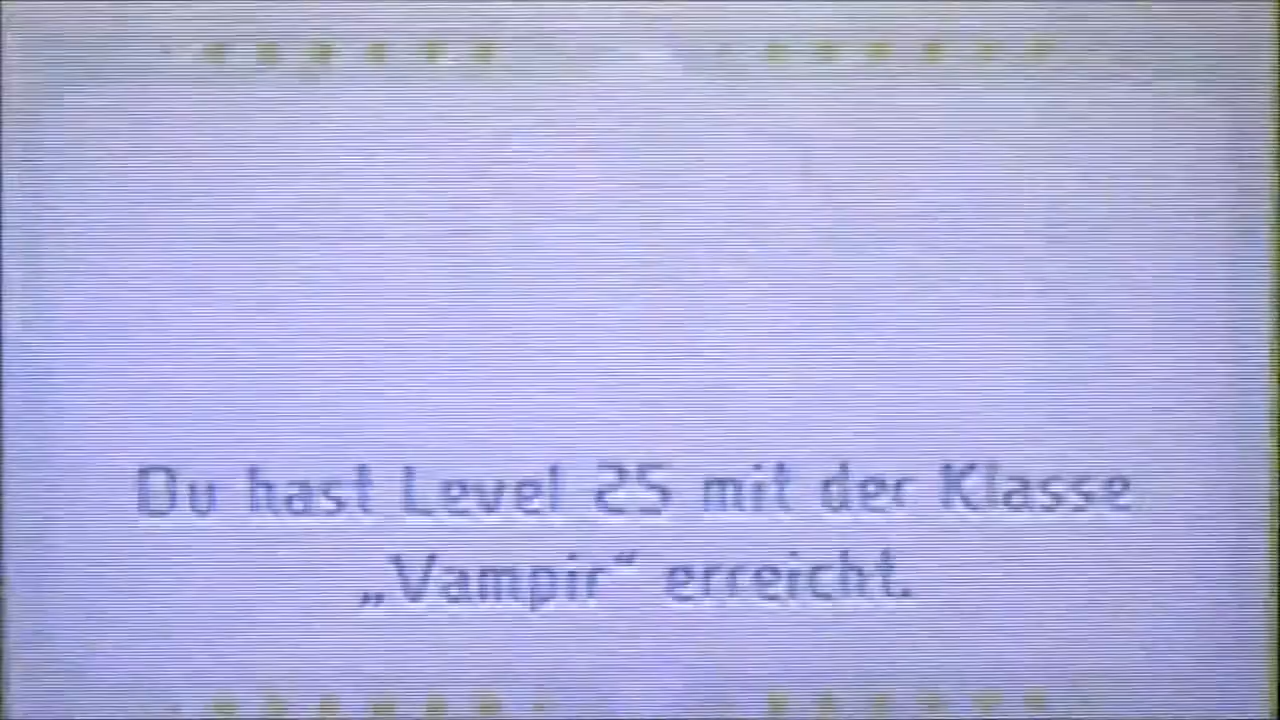 Du hast Level 25 mit der Klasse
„Vampir“ erreicht.